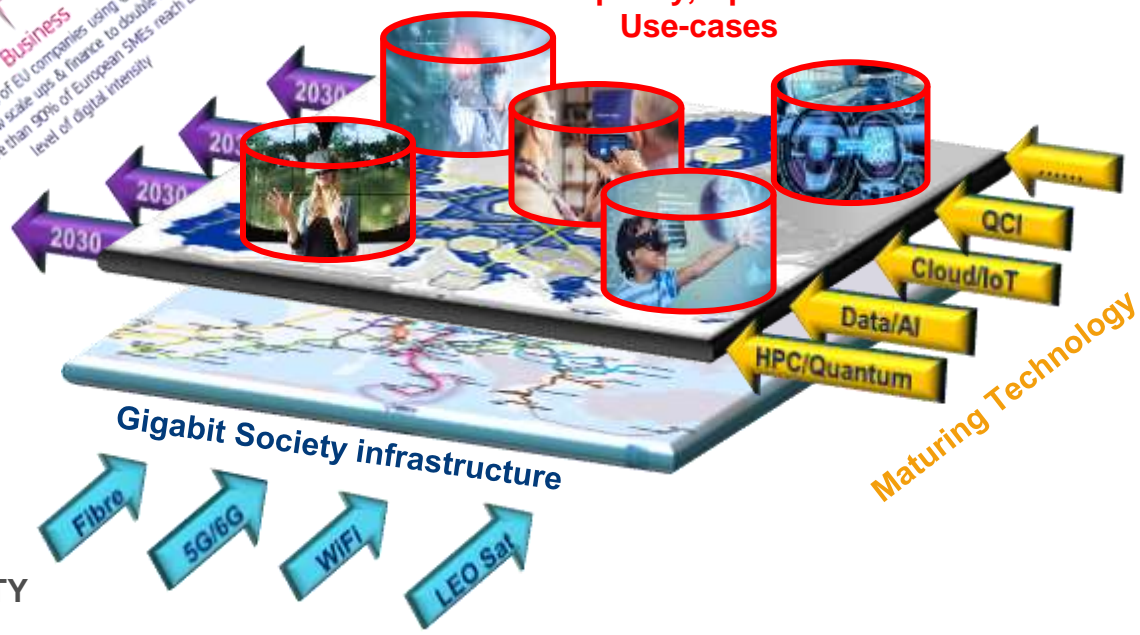 Use-cases
Business
of EU companies using
scale ups & finance to double
than 90% of European SMEs reach
level of digital intensity
2030
2030
2030
......
QCI
Cloud/IoT
Data/AI
HPC/Quantum
Maturing Technology
Gigabit Society infrastructure
Fibre
5G/6G
WiFi
LEO Sat
TY